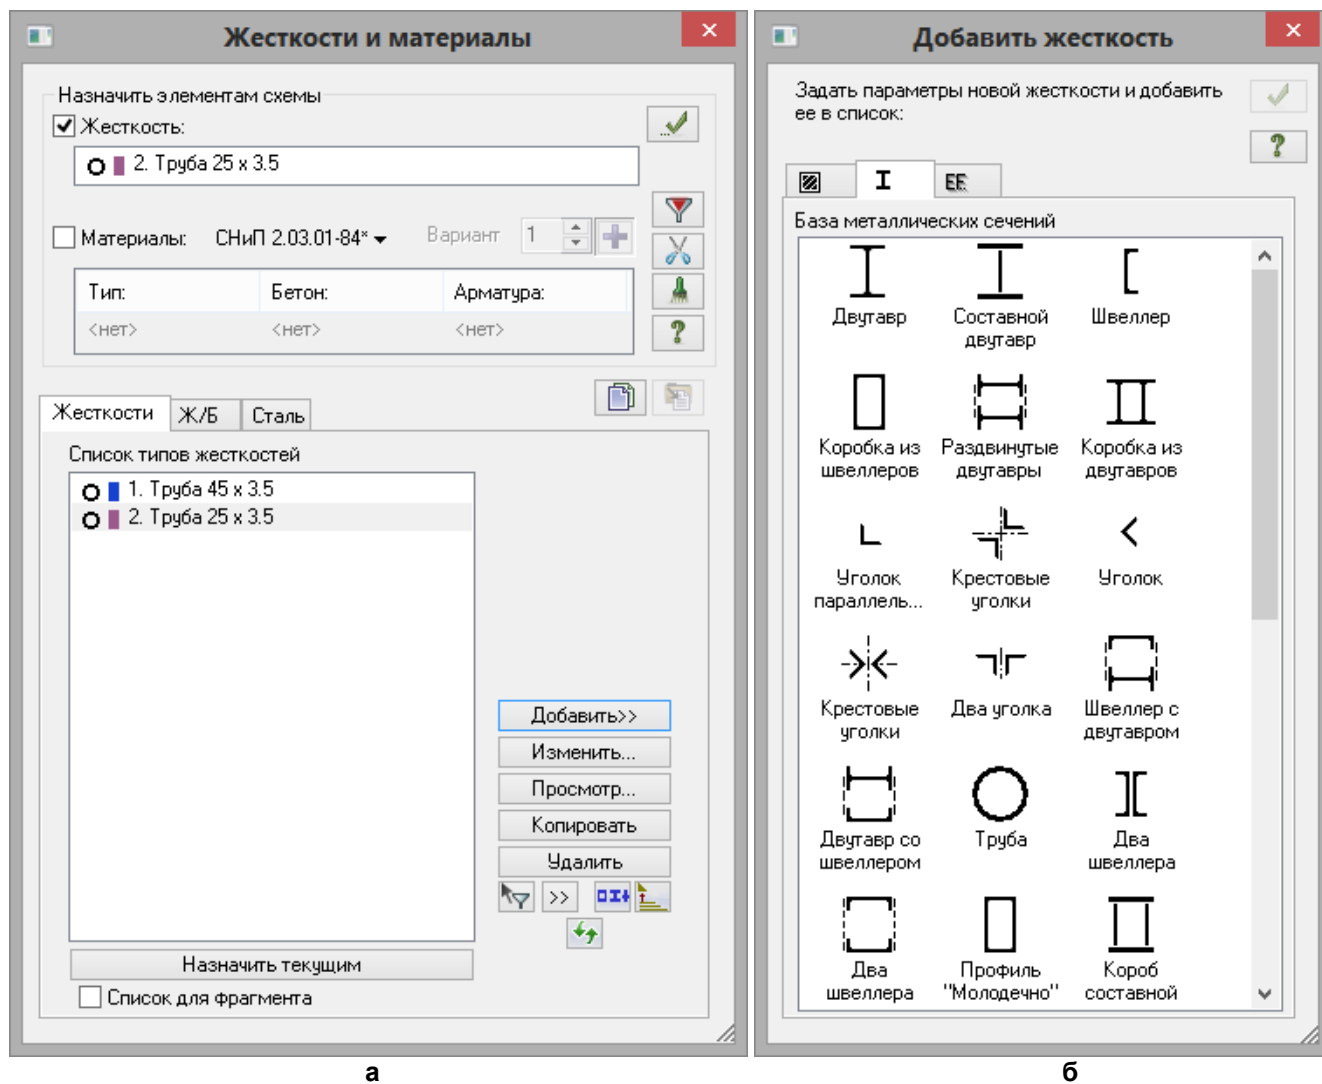 Жесткости и материалы
Назначить элементам схемы
Жесткость:
2. Труба 25 x 3.5
Материалы: СНиП 2.03.01-84* Вариант 1
Тип: Бетон: Арматура:
<нет> <нет> <нет>
Жесткости Ж/Б Сталь
Список типов жесткостей
1. Труба 45 x 3.5
2. Труба 25 x 3.5
Добавить>>
Изменить...
Просмотр...
Копировать
Удалить
>>
Назначить текущим
Список для фрагмента
а
Добавить жесткость
Задать параметры новой жесткости и добавить
ее в список:
EE
База металлических сечений
Двутавр Составной Швеллер
двутавр
Коробка из Раздвинутые Коробка из
швеллеров двутавры двутавров
Уголок Крестовые Уголок
параллель... уголки
Крестовые Два уголка Швеллер с
уголки двутавром
Двутавр со Труба Два
швеллером швеллера
Два Профиль Короб
швеллера "Молодечно" составной
б